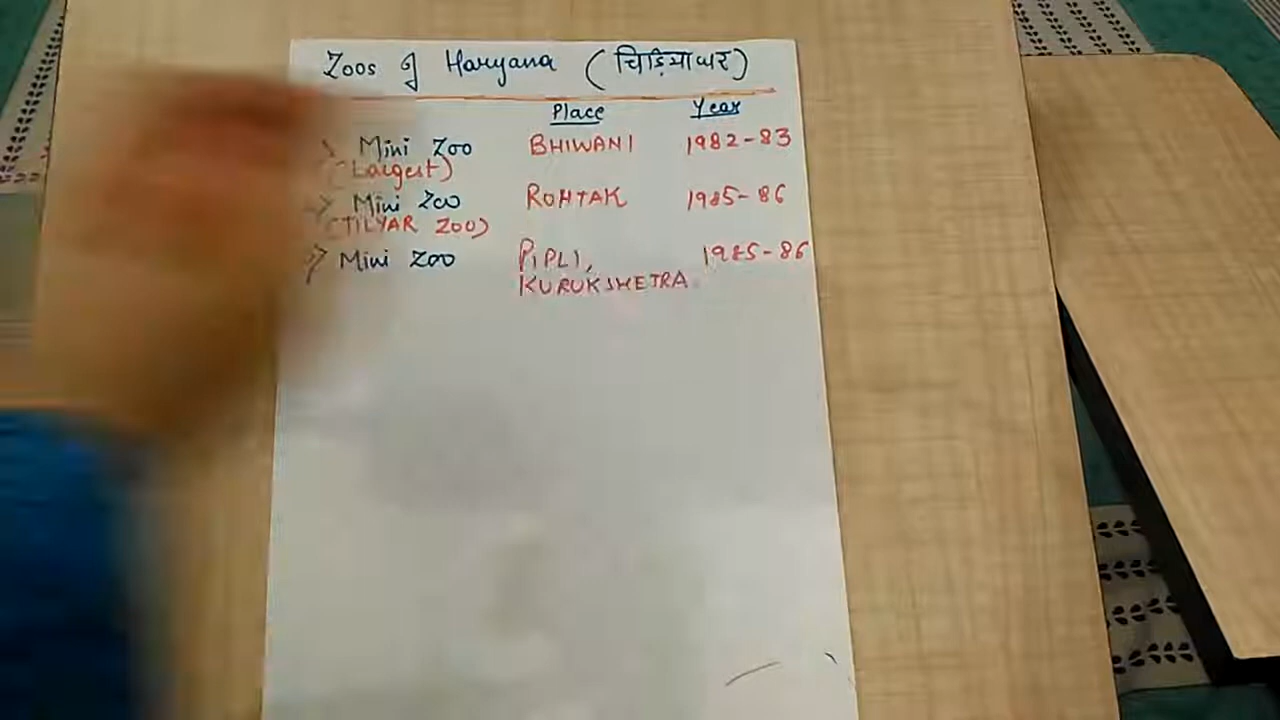 Zoos of Haryana (चिड़ियाघर)
Place Year
> Mini Zoo BHIWANI 1982-83
(Largest)
> Mini Zoo ROHTAK 1985-86
(TILYAR ZOO)
> Mini Zoo PIPLI, 1985-86
KURUKSHETRA